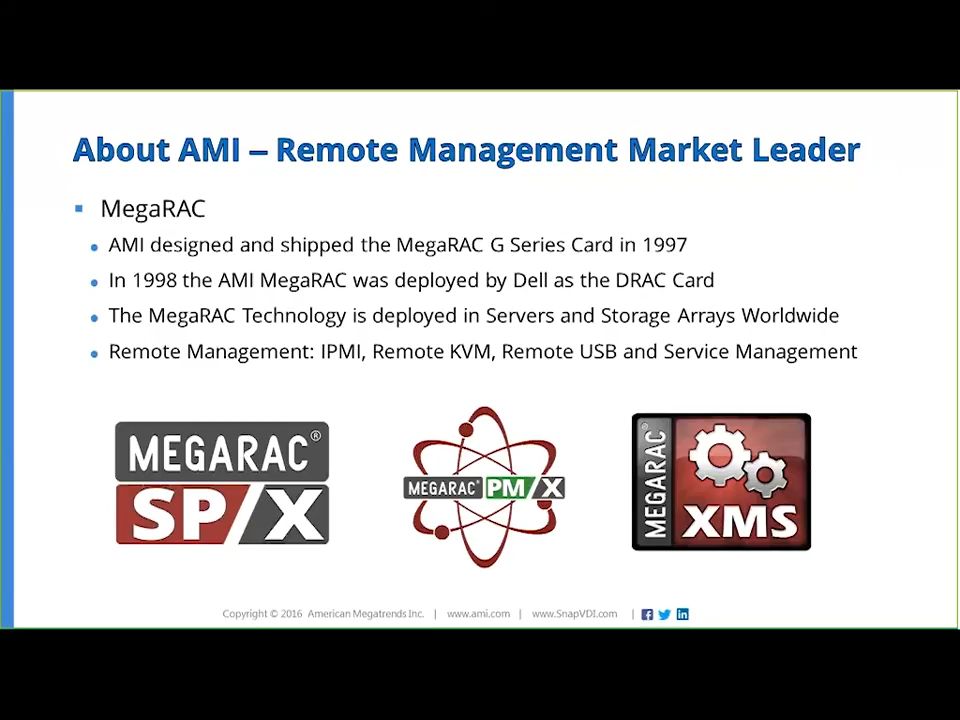 About AMI – Remote Management Market Leader
MegaRAC
AMI designed and shipped the MegaRAC G Series Card in 1997
In 1998 the AMI MegaRAC was deployed by Dell as the DRAC Card
The MegaRAC Technology is deployed in Servers and Storage Arrays Worldwide
Remote Management: IPMI, Remote KVM, Remote USB and Service Management
MEGARAC®
SP/X
MEGARAC® PM/X
MEGARAC®
XMS
Copyright © 2016 American Megatrends Inc. | www.ami.com | www.SnapVDI.com |